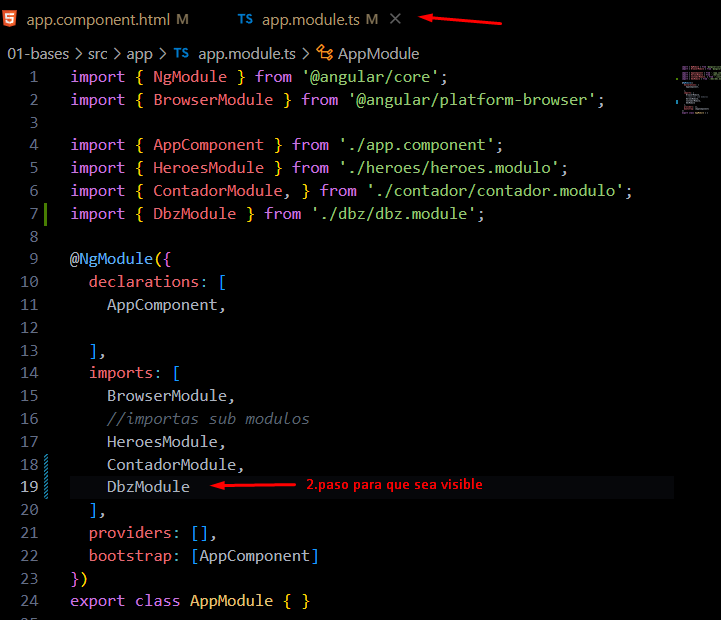 app.component.html M TS app.module.ts M
01-bases > src > app > TS app.module.ts > AppModule
1 import { NgModule } from '@angular/core';
2 import { BrowserModule } from '@angular/platform-browser';
3
4 import { AppComponent } from './app.component';
5 import { HeroesModule } from './heroes/heroes.modulo';
6 import { ContadorModule, } from './contador/contador.modulo';
7 import { DbzModule } from './dbz/dbz.module';
8
9 @NgModule({
10 declarations: [
11 AppComponent,
12
13 ],
14 imports: [
15 BrowserModule,
16 //importas sub modulos
17 HeroesModule,
18 ContadorModule,
19 DbzModule 2.paso para que sea visible
20 ],
21 providers: [],
22 bootstrap: [AppComponent]
23 })
24 export class AppModule { }